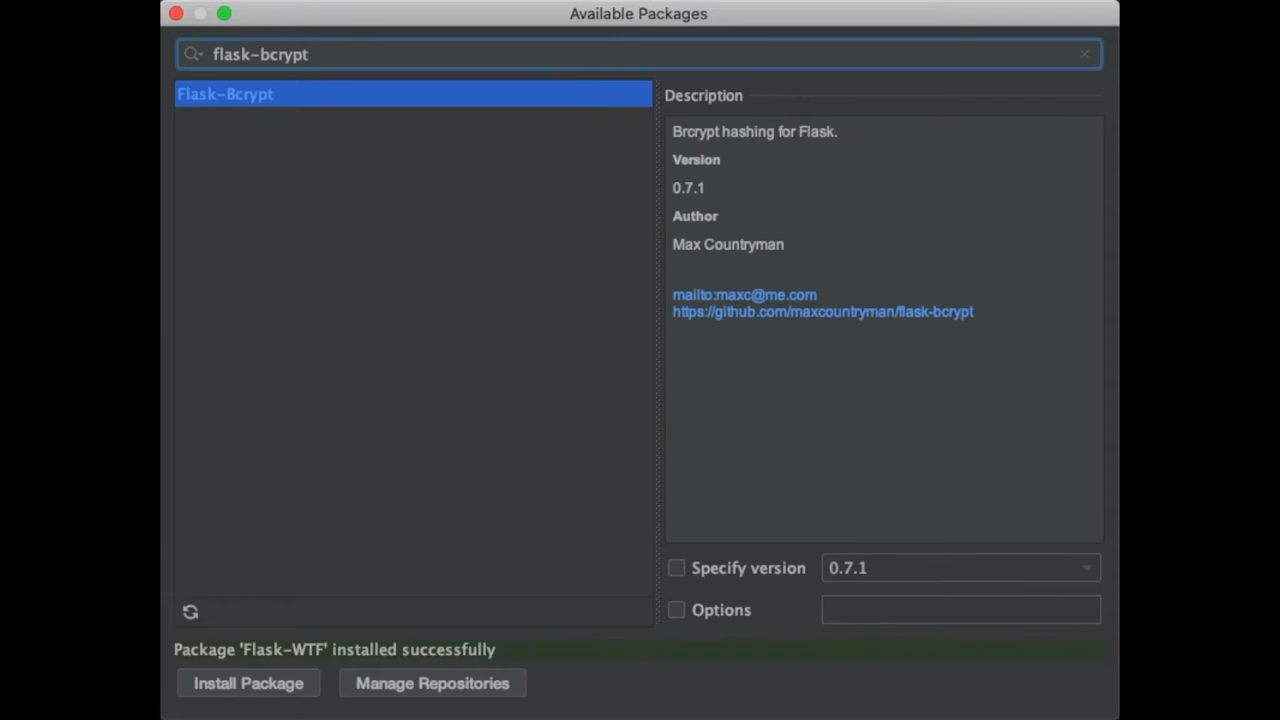 Available Packages
flask-bcrypt
Flask-Bcrypt
Description
Brcrypt hashing for Flask.
Version
0.7.1
Author
Max Countryman
mailto:maxc@me.com
https://github.com/maxcountryman/flask-bcrypt
Specify version
0.7.1
Options
Package 'Flask-WTF' installed successfully
Install Package
Manage Repositories